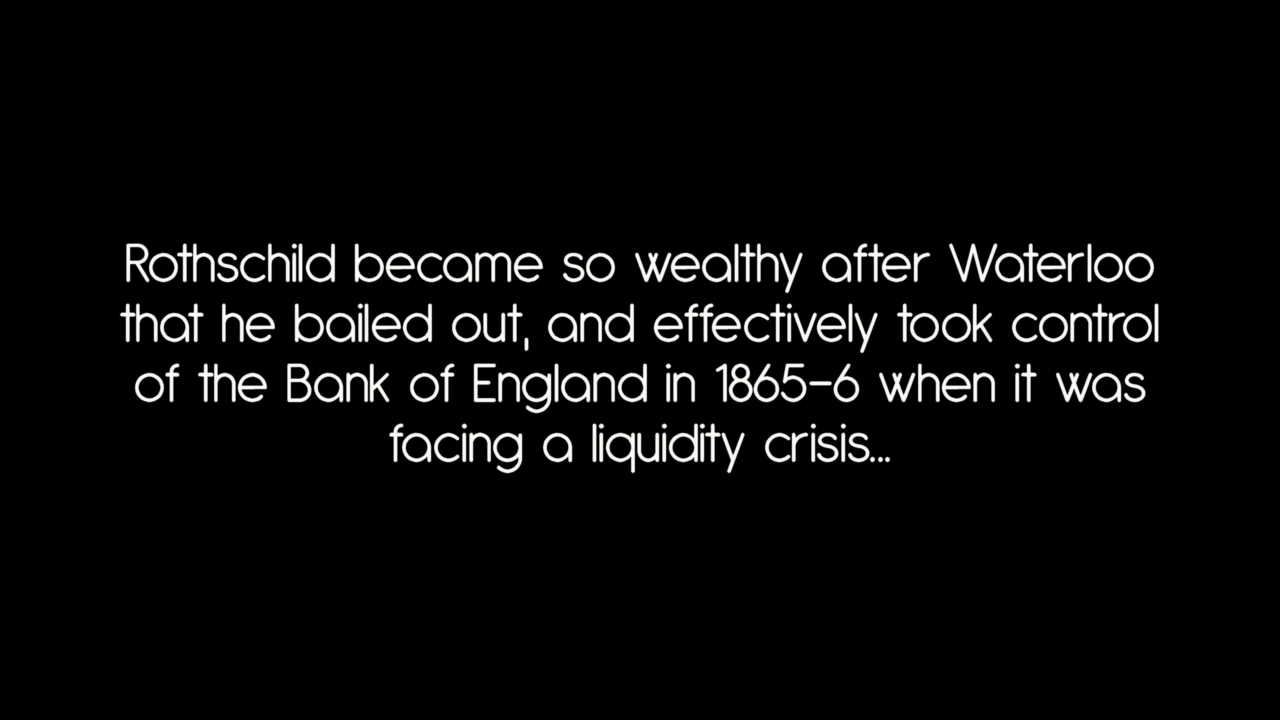 Rothschild became so wealthy after Waterloo
that he bailed out, and effectively took control
of the Bank of England in 1865-6 when it was
facing a liquidity crisis...